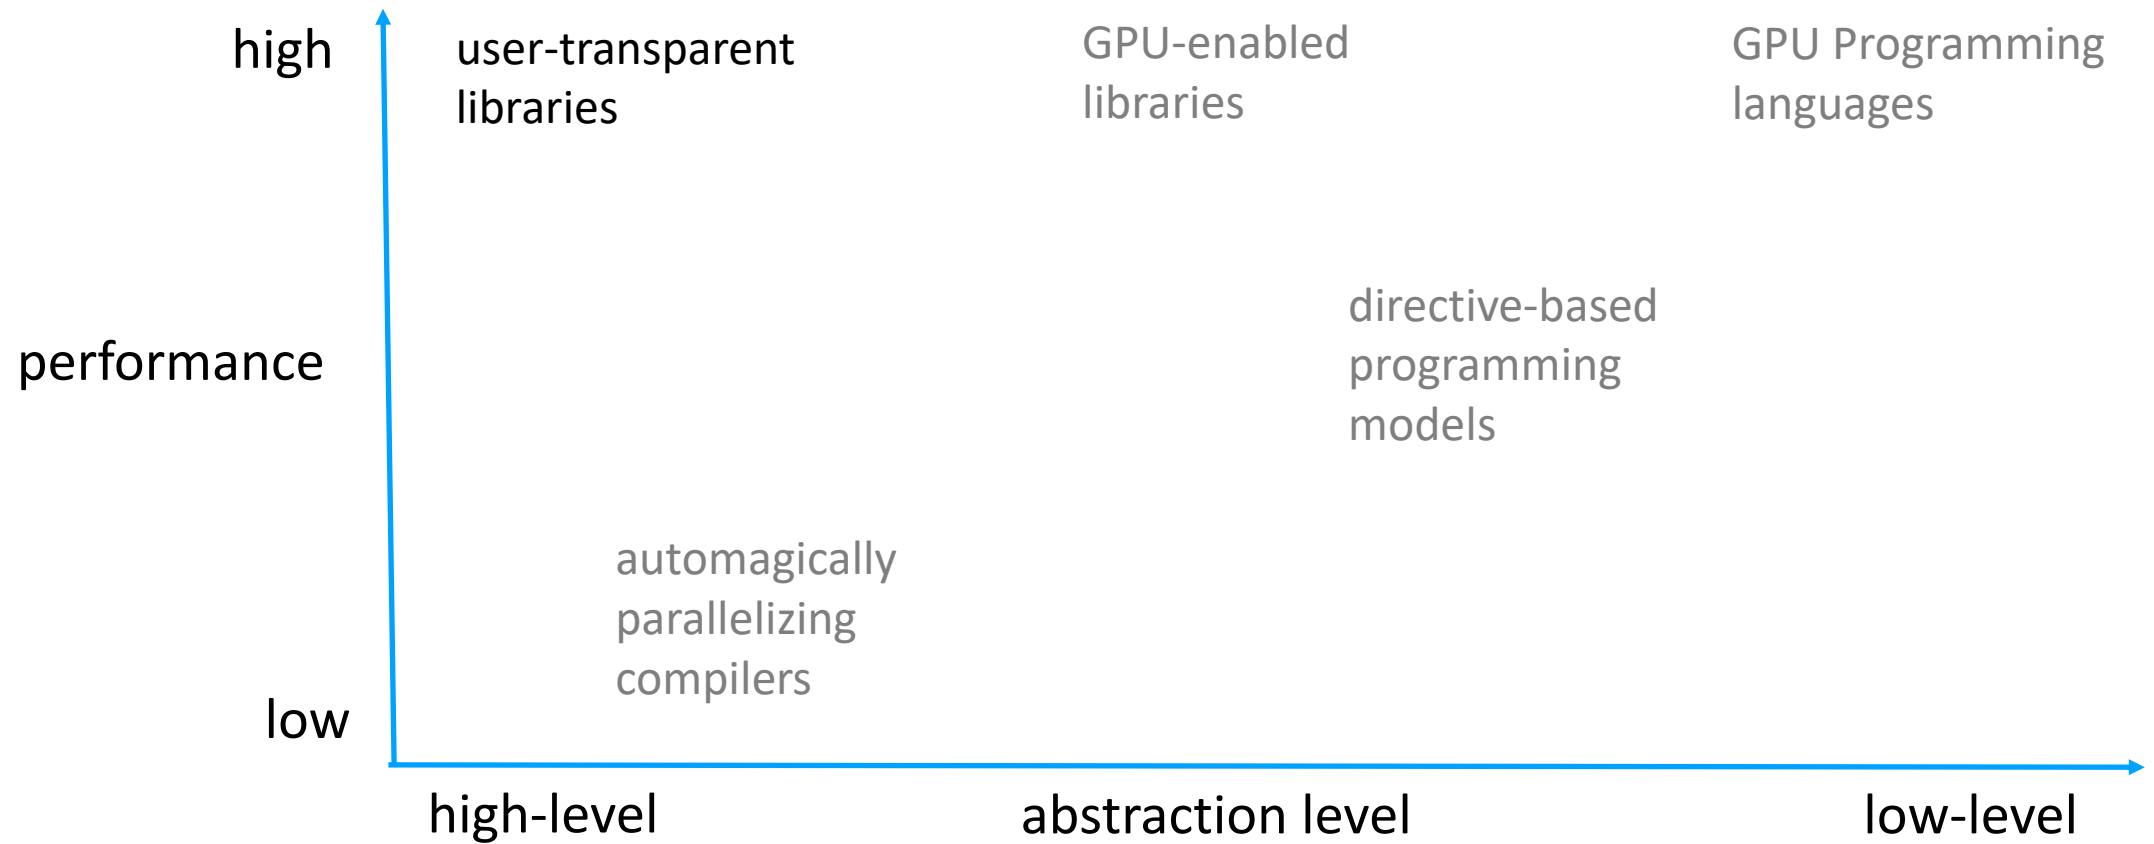 high
user-transparent
libraries
GPU-enabled
libraries
GPU Programming
languages
performance
directive-based
programming
models
automagically
parallelizing
compilers
low
high-level
abstraction level
low-level